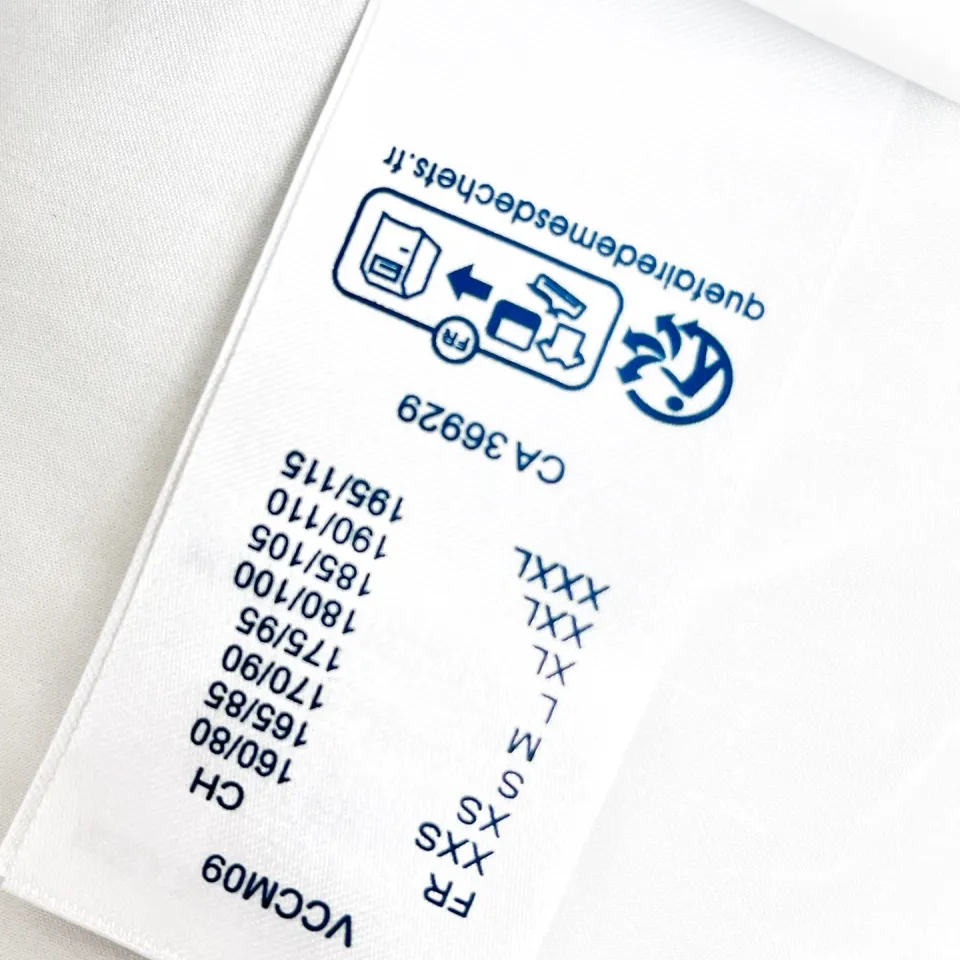 VCCM09
FR CH
XXS 160/80
XS 165/85
S 170/90
M 175/95
L 180/100
XL 185/105
XXL 190/110
XXXL 195/115
CA 36929
FR
quefairedemesdechets.fr